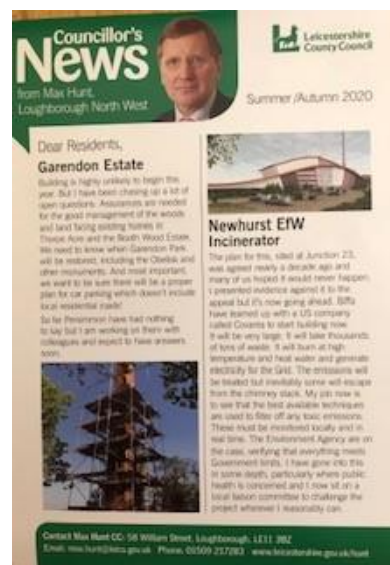 Councillor's
News
from Max Hunt,
Loughborough North West
Leicestershire
County Council
Summer/Autumn 2020
Dear Residents,
Garendon Estate
Building is highly unlikely to begin this
year. But I have been chasing up a lot of
open questions. Assurances are needed
for the good management of the woods
and land facing existing homes in
Thorpe Acre and the Booth Wood Estate.
We need to know when Garendon Park
will be restored, including the Obelisk and
other monuments. And most important,
we want to be sure there will be a proper
plan for car parking which doesn't include
local residential roads!
So far Persimmon have had nothing
to say but I am working on them with
colleagues and expect to have answers
soon.
Newhurst EfW
Incinerator
The plan for this, sited at Junction 23,
was agreed nearly a decade ago and
many of us hoped it would never happen.
I presented evidence against it to the
appeal but it's now going ahead. Biffa
have teamed up with a US company
called Covanta to start building now.
It will be very large. It will take thousands
of tons of waste. It will burn at high
temperature and heat water and generate
electricity for the Grid. The emissions will
be treated but inevitably some will escape
from the chimney stack. My job now is
to see that the best available techniques
are used to filter off any toxic emissions.
These must be monitored locally and in
real time. The Environment Agency are on
the case, verifying that everything meets
Government limits. I have gone into this
in some depth, particularly where public
health is concerned and I now sit on a
local liaison committee to challenge the
project wherever I reasonably can.
Contact Max Hunt CC: 58 William Street, Loughborough, LE11 3BZ
Email: max.hunt@leics.gov.uk Phone: 01509 217283 www.leicestershire.gov.uk/hunt